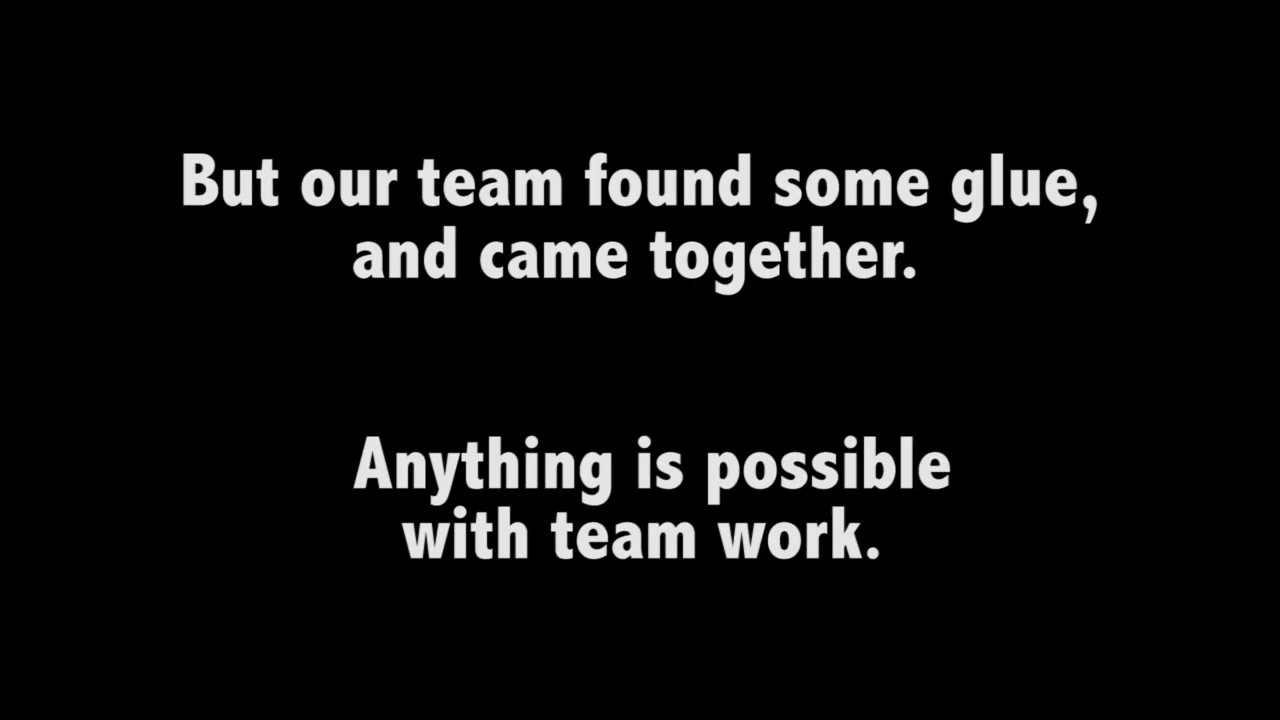 But our team found some glue,
and came together.
Anything is possible
with team work.